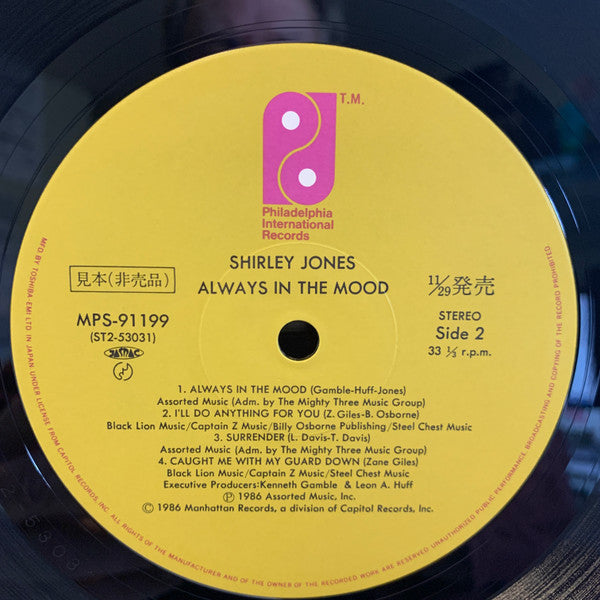 T.M.
Philadelphia
International
Records
SHIRLEY JONES
ALWAYS IN THE MOOD
見本(非売品)
11/29発売
MPS-91199
(ST2-53031)
JASRAC
STEREO
Side 2
33 ⅓ r.p.m.
1. ALWAYS IN THE MOOD (Gamble-Huff-Jones)
Assorted Music (Adm. by The Mighty Three Music Group)
2. I'LL DO ANYTHING FOR YOU (Z. Giles-B. Osborne)
Black Lion Music/Captain Z Music/Billy Osborne Publishing/Steel Chest Music
3. SURRENDER (L. Davis-T. Davis)
Assorted Music (Adm. by The Mighty Three Music Group)
4. CAUGHT ME WITH MY GUARD DOWN (Zane Giles)
Black Lion Music/Captain Z Music/Steel Chest Music
Executive Producers:Kenneth Gamble & Leon A. Huff
Ⓟ 1986 Assorted Music, Inc.
© 1986 Manhattan Records, a division of Capitol Records, Inc.
MFG BY TOSHIBA-EMI LTD IN JAPAN UNDER LICENSE FROM CAPITOL RECORDS, INC. ALL RIGHTS OF THE MANUFACTURER AND OF THE OWNER OF THE RECORDED WORK ARE RESERVED. UNAUTHORIZED PUBLIC PERFORMANCE, BROADCASTING AND COPYING OF THE RECORD PROHIBITED.